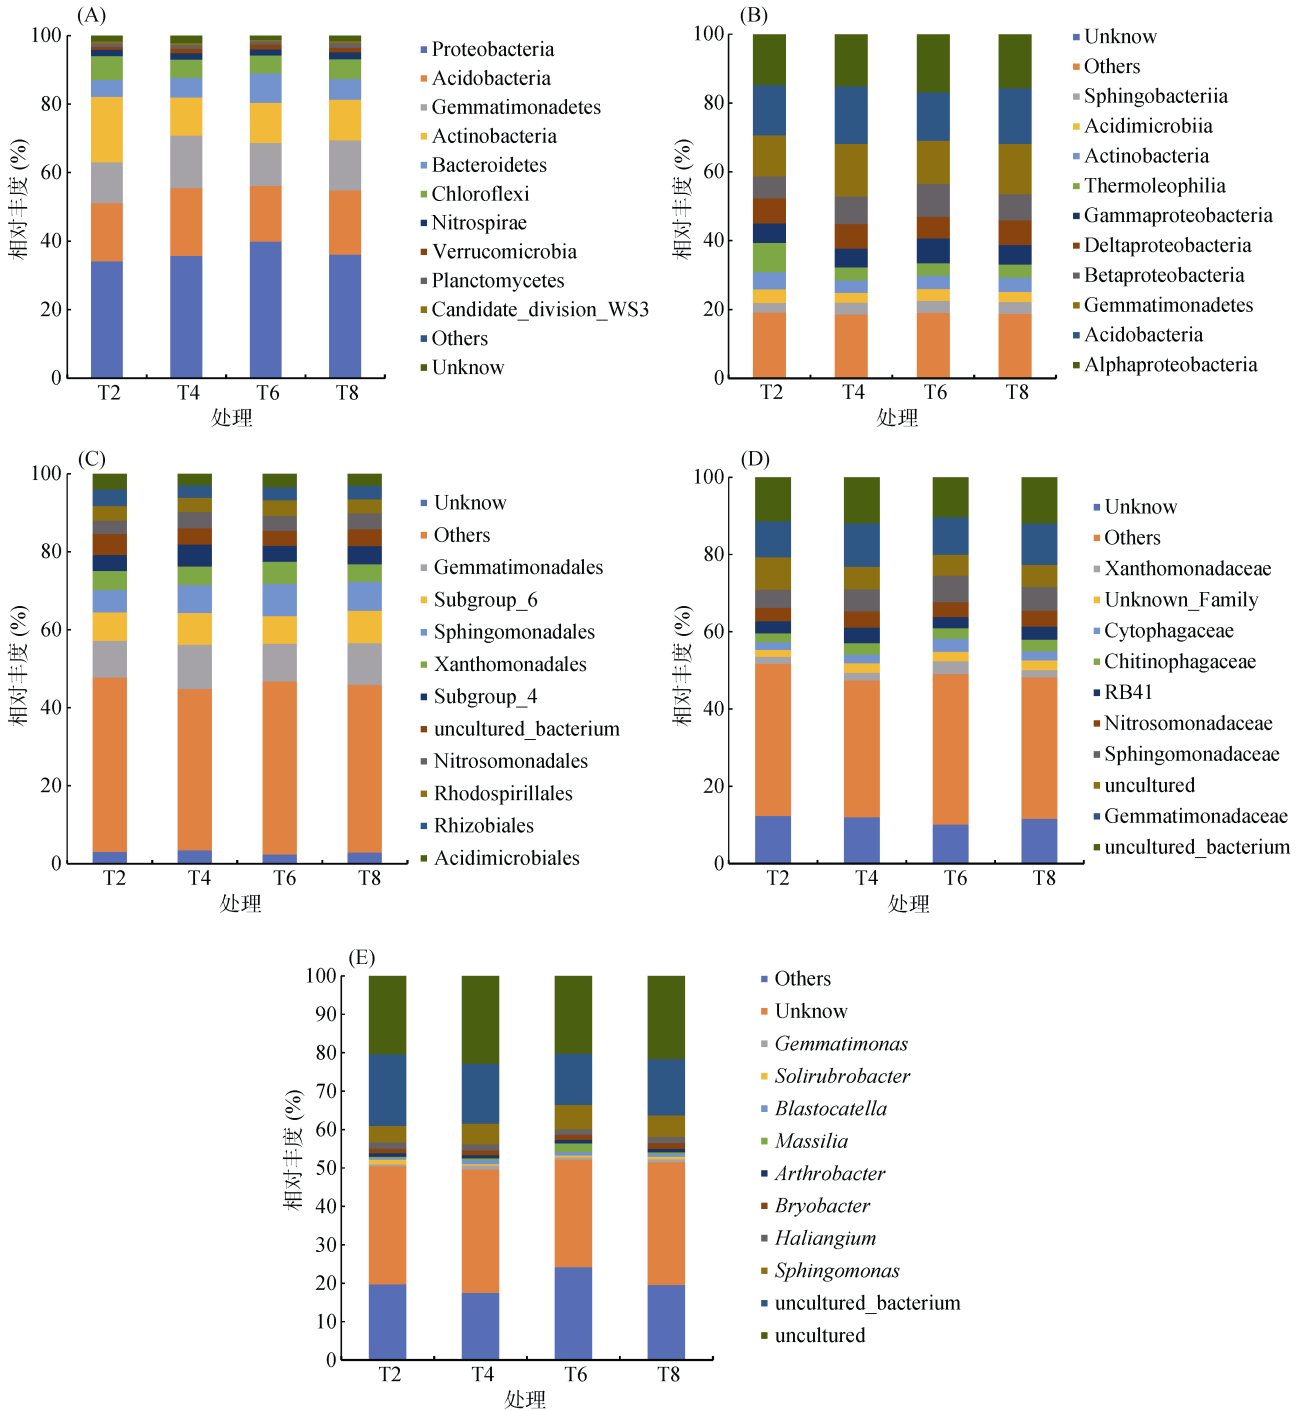 (A)
100
80
60
40
20
0
相对丰度 (%)
T2 T4 T6 T8
处理
Proteobacteria
Acidobacteria
Gemmatimonadetes
Actinobacteria
Bacteroidetes
Chloroflexi
Nitrospirae
Verrucomicrobia
Planctomycetes
Candidate_division_WS3
Others
Unknow
(B)
100
80
60
40
20
0
相对丰度 (%)
T2 T4 T6 T8
处理
Unknow
Others
Sphingobacteriia
Acidimicrobiia
Actinobacteria
Thermoleophilia
Gammaproteobacteria
Deltaproteobacteria
Betaproteobacteria
Gemmatimonadetes
Acidobacteria
Alphaproteobacteria
(C)
100
80
60
40
20
0
相对丰度 (%)
T2 T4 T6 T8
处理
Unknow
Others
Gemmatimonadales
Subgroup_6
Sphingomonadales
Xanthomonadales
Subgroup_4
uncultured_bacterium
Nitrosomonadales
Rhodospirillales
Rhizobiales
Acidimicrobiales
(D)
100
80
60
40
20
0
相对丰度 (%)
T2 T4 T6 T8
处理
Unknow
Others
Xanthomonadaceae
Unknown_Family
Cytophagaceae
Chitinophagaceae
RB41
Nitrosomonadaceae
Sphingomonadaceae
uncultured
Gemmatimonadaceae
uncultured_bacterium
(E)
100
90
80
70
60
50
40
30
20
10
0
相对丰度 (%)
T2 T4 T6 T8
处理
Others
Unknow
Gemmatimonas
Solirubrobacter
Blastocatella
Massilia
Arthrobacter
Bryobacter
Haliangium
Sphingomonas
uncultured_bacterium
uncultured